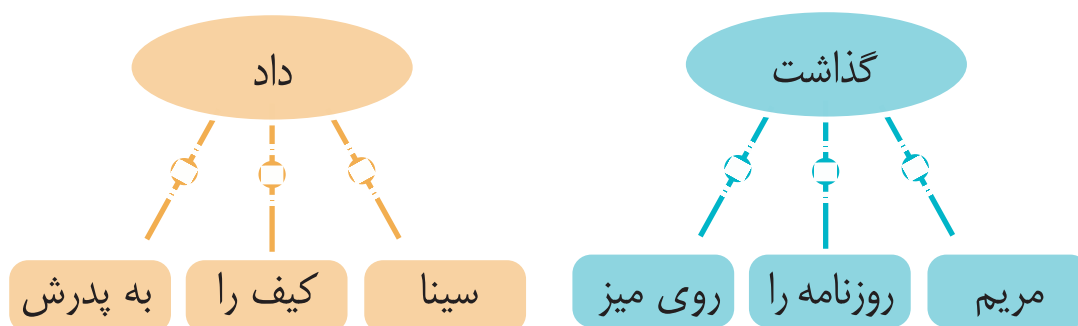 گذاشت
مریم
روزنامه را
روی میز
داد
سینا
کیف را
به پدرش